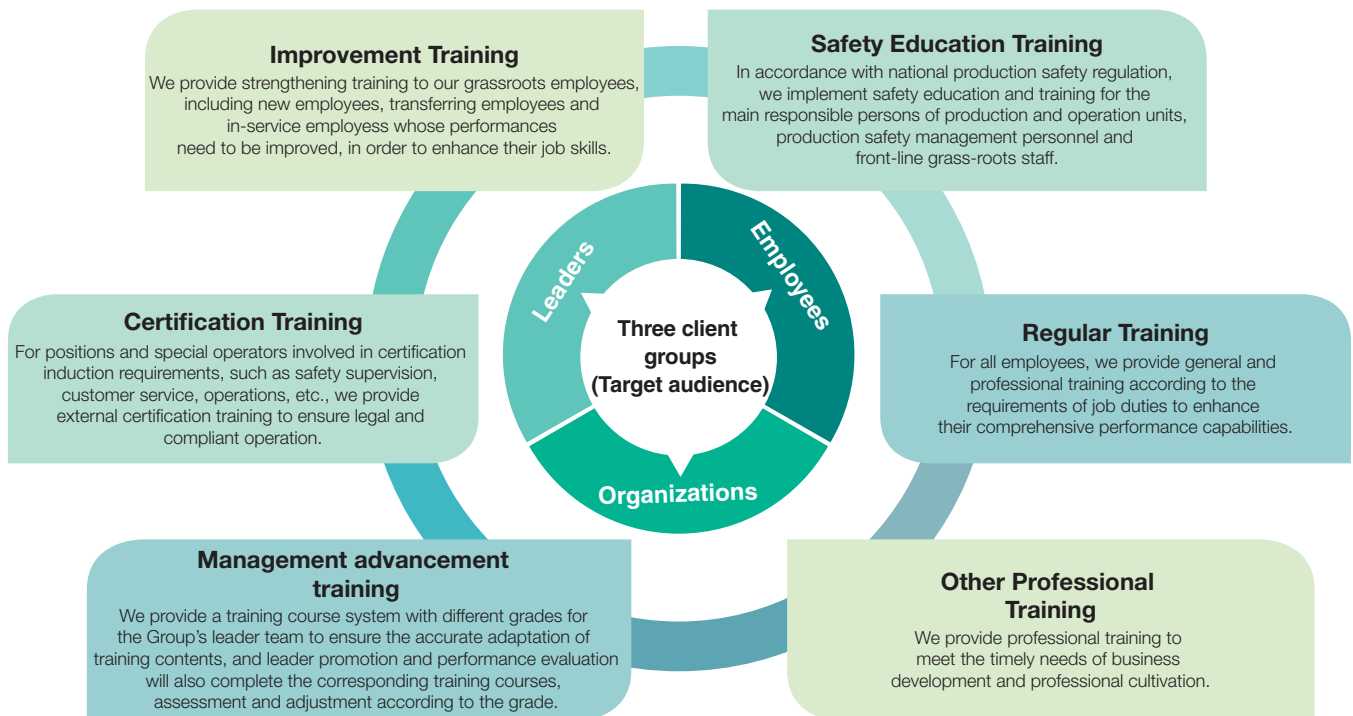 Improvement Training
We provide strengthening training to our grassroots employees,
including new employees, transferring employees and
in-service employess whose performances
need to be improved, in order to enhance their job skills.
Safety Education Training
In accordance with national production safety regulation,
we implement safety education and training for the
main responsible persons of production and operation units,
production safety management personnel and
front-line grass-roots staff.
Leaders
Employees
Three client
groups
(Target audience)
Organizations
Certification Training
For positions and special operators involved in certification
induction requirements, such as safety supervision,
customer service, operations, etc., we provide
external certification training to ensure legal and
compliant operation.
Regular Training
For all employees, we provide general and
professional training according to the
requirements of job duties to enhance
their comprehensive performance capabilities.
Management advancement
training
We provide a training course system with different grades for
the Group's leader team to ensure the accurate adaptation of
training contents, and leader promotion and performance evaluation
will also complete the corresponding training courses,
assessment and adjustment according to the grade.
Other Professional
Training
We provide professional training to
meet the timely needs of business
development and professional cultivation.